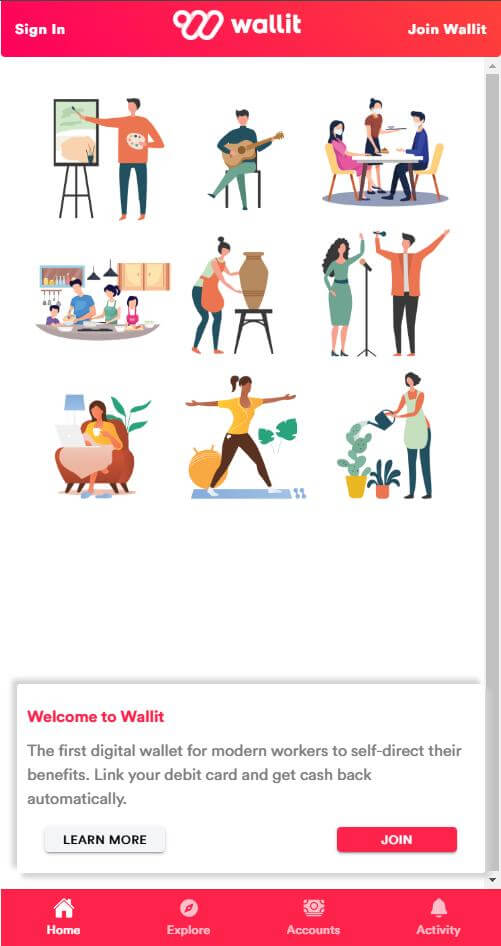 Sign In
wallit
Join Wallit
Welcome to Wallit
The first digital wallet for modern workers to self-direct their
benefits. Link your debit card and get cash back
automatically.
LEARN MORE
JOIN
Home
Explore
Accounts
Activity